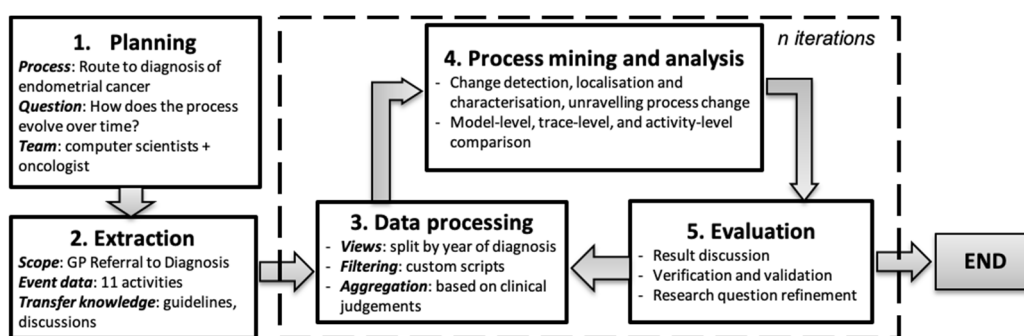 1. Planning
Process: Route to diagnosis of
endometrial cancer
Question: How does the process
evolve over time?
Team: computer scientists +
oncologist
2. Extraction
Scope: GP Referral to Diagnosis
Event data: 11 activities
Transfer knowledge: guidelines,
discussions
n iterations
3. Data processing
- Views: split by year of diagnosis
- Filtering: custom scripts
- Aggregation: based on clinical
judgements
4. Process mining and analysis
- Change detection, localisation and
characterisation, unravelling process change
- Model-level, trace-level, and activity-level
comparison
5. Evaluation
- Result discussion
- Verification and validation
- Research question refinement
END